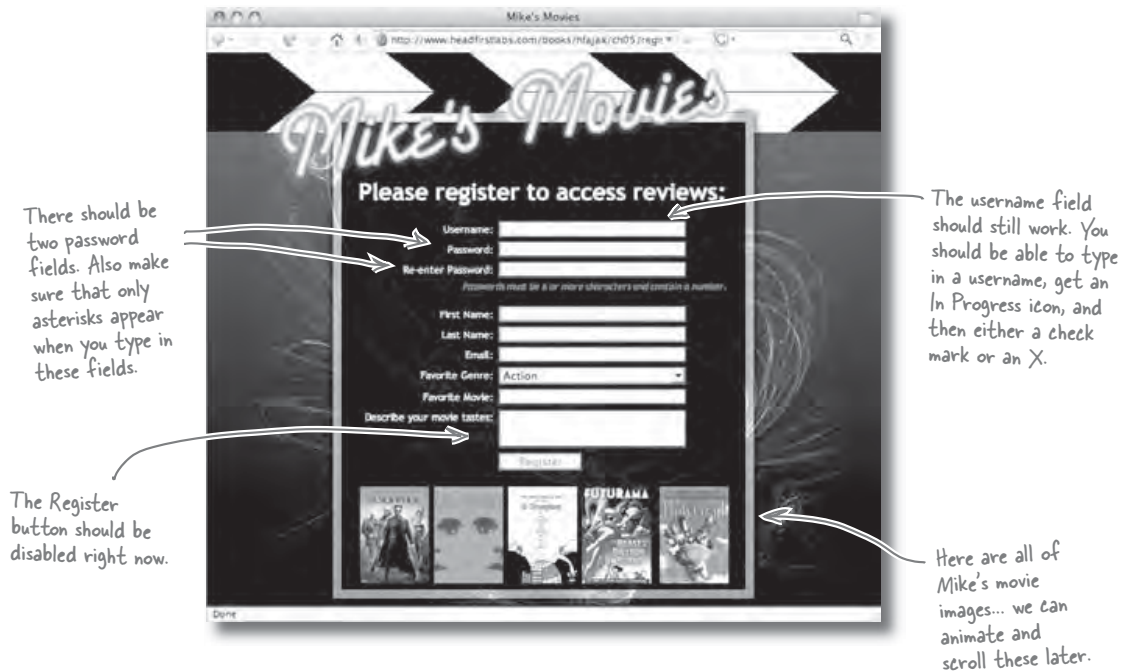 Mike's Movies
http://www.headfirstlabs.com/books/hfajax/ch05/regis
Mike's Movies
Please register to access reviews:
Username:
Password:
Re-enter Password:
Passwords must be 6 or more characters and contain a number.
First Name:
Last Name:
Email:
Favorite Genre: Action
Favorite Movie:
Describe your movie tastes:
Register
FUTURAMA
Done
There should be
two password
fields. Also make
sure that only
asterisks appear
when you type in
these fields.
The Register
button should be
disabled right now.
The username field
should still work. You
should be able to type
in a username, get an
In Progress icon, and
then either a check
mark or an X.
Here are all of
Mike's movie
images... we can
animate and
scroll these later.